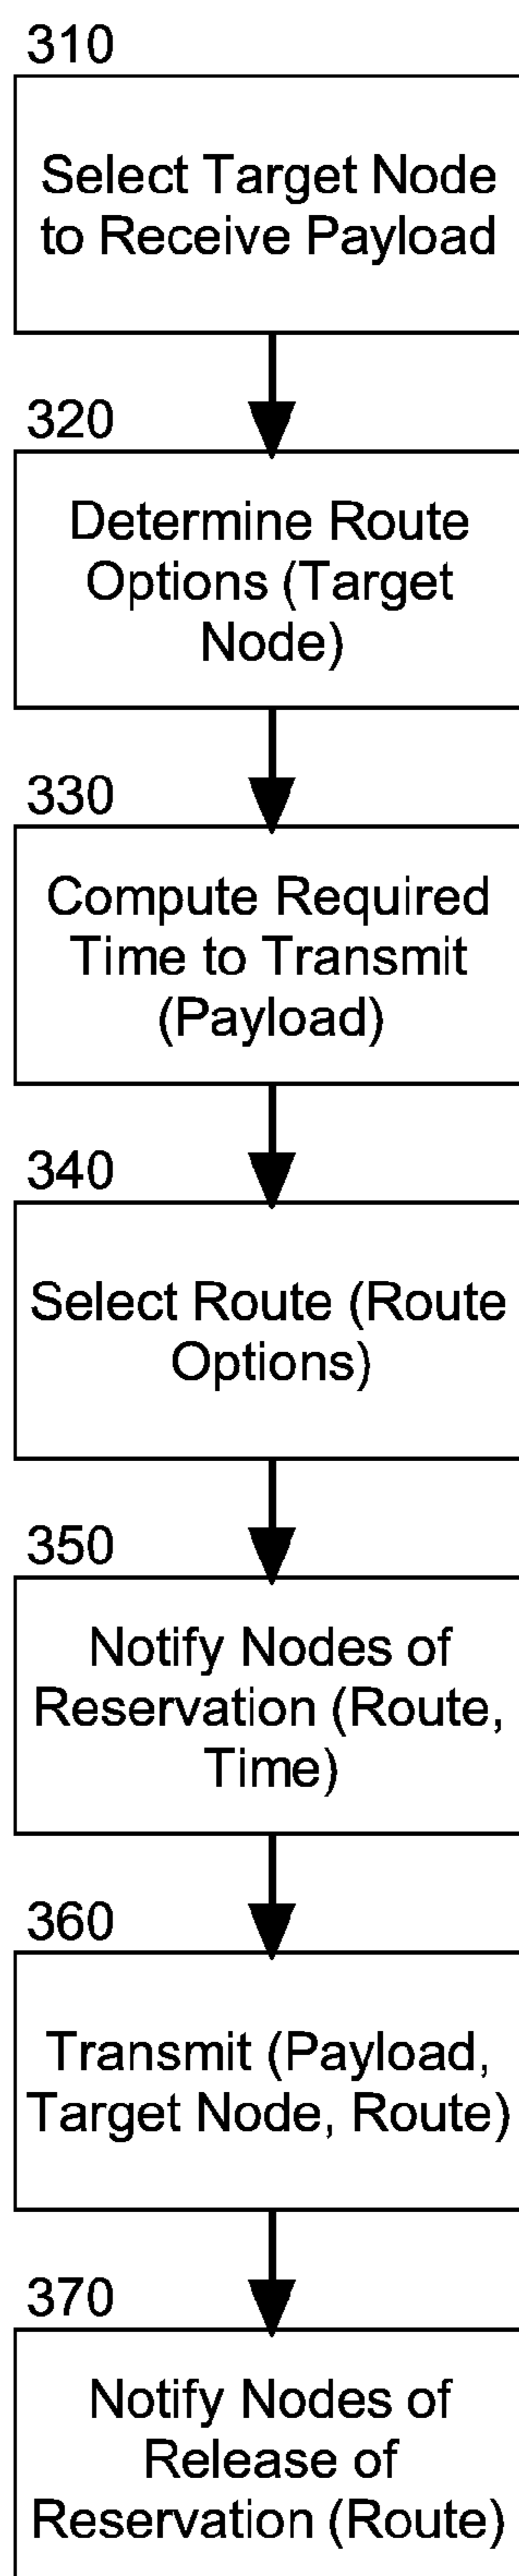 310
Select Target Node
to Receive Payload
320
Determine Route
Options (Target
Node)
330
Compute Required
Time to Transmit
(Payload)
340
Select Route (Route
Options)
350
Notify Nodes of
Reservation (Route,
Time)
360
Transmit (Payload,
Target Node, Route)
370
Notify Nodes of
Release of
Reservation (Route)